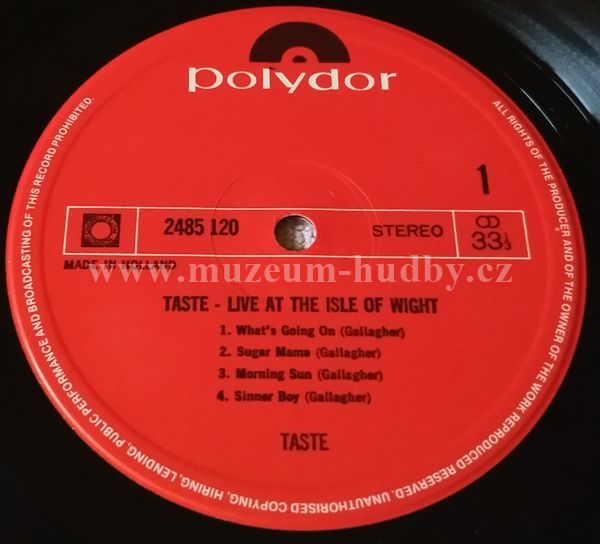 polydor
1
2485 120
STEREO
33⅓
MADE IN HOLLAND
www.muzeum-hudby.cz
TASTE - LIVE AT THE ISLE OF WIGHT
1. What's Going On (Gallagher)
2. Sugar Mama (Gallagher)
3. Morning Sun (Gallagher)
4. Sinner Boy (Gallagher)
TASTE
ALL RIGHTS OF THE PRODUCER AND OF THE OWNER OF THE WORK REPRODUCED RESERVED. UNAUTHORISED COPYING, HIRING, LENDING, PUBLIC PERFORMANCE AND BROADCASTING OF THIS RECORD PROHIBITED.